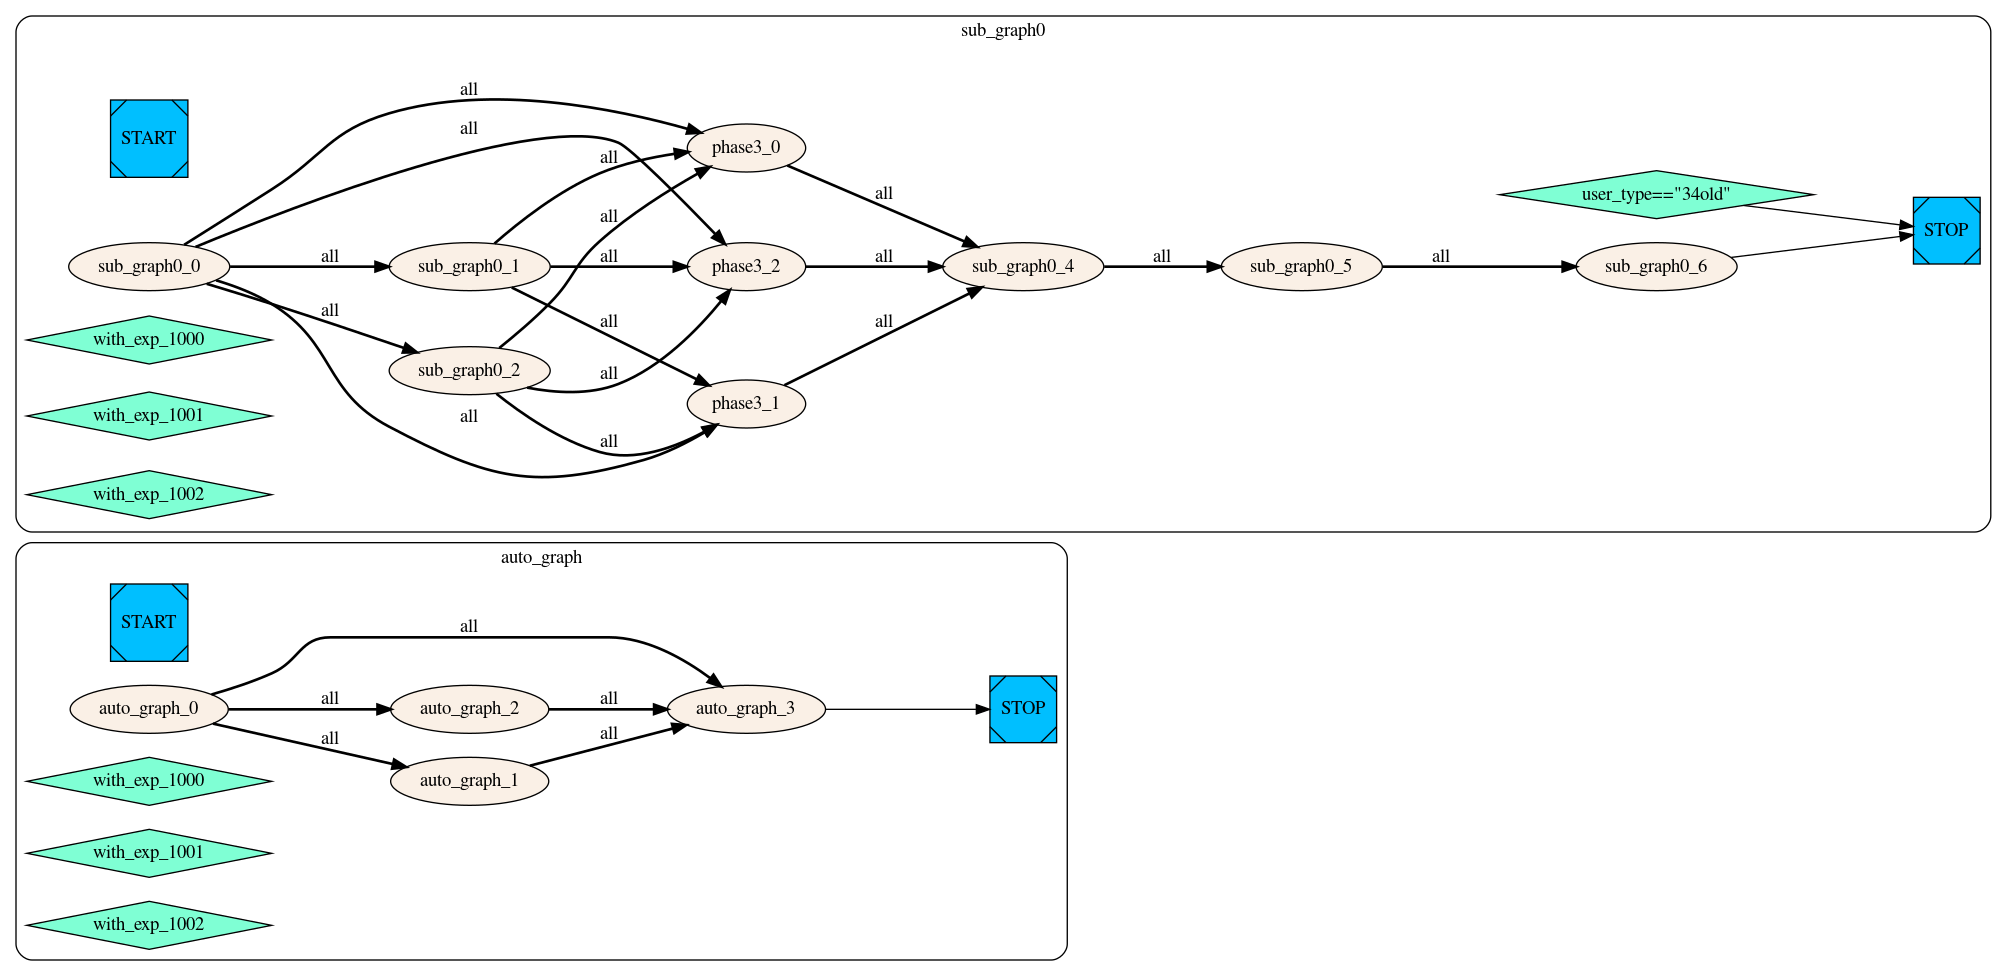 sub_graph0
all
START
all
phase3_0
all
all
user_type=="34old"
all
STOP
sub_graph0_0
all
sub_graph0_1
all
phase3_2
all
sub_graph0_4
all
sub_graph0_5
all
sub_graph0_6
all
all
all
with_exp_1000
sub_graph0_2
all
phase3_1
with_exp_1001
all
all
with_exp_1002
auto_graph
START
all
auto_graph_0
all
auto_graph_2
all
auto_graph_3
STOP
all
all
with_exp_1000
auto_graph_1
with_exp_1001
with_exp_1002